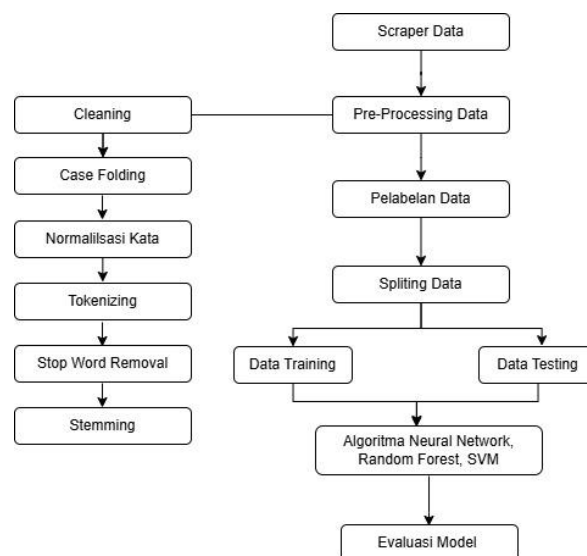 Scraper Data
Cleaning
Pre-Processing Data
Case Folding
Pelabelan Data
Normalilsasi Kata
Spliting Data
Tokenizing
Stop Word Removal
Data Training
Data Testing
Stemming
Algoritma Neural Network,
Random Forest, SVM
Evaluasi Model